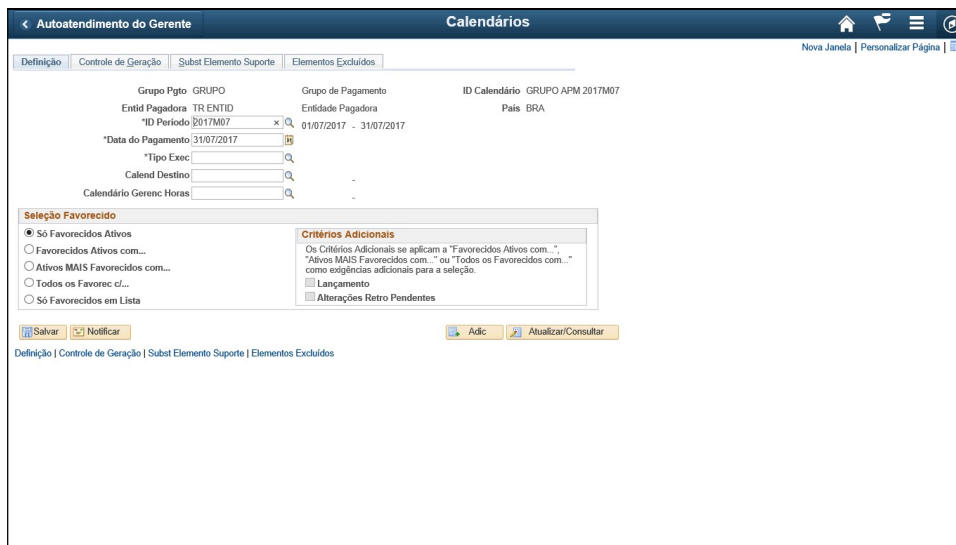 Autoatendimento do Gerente
Calendários
Nova Janela | Personalizar Página |
Definição Controle de Geração Subst Elemento Suporte Elementos Excluídos
Grupo Pgto GRUPO Grupo de Pagamento ID Calendário GRUPO APM 2017M07
Entid Pagadora TR ENTID Entidade Pagadora País BRA
*ID Período 2017M07 × 01/07/2017 - 31/07/2017
*Data do Pagamento 31/07/2017
*Tipo Exec
Calend Destino -
Calendário Gerenc Horas -
Seleção Favorecido
Só Favorecidos Ativos
Favorecidos Ativos com...
Ativos MAIS Favorecidos com...
Todos os Favorec c/...
Só Favorecidos em Lista
Critérios Adicionais
Os Critérios Adicionais se aplicam a "Favorecidos Ativos com...",
"Ativos MAIS Favorecidos com..." ou "Todos os Favorecidos com..."
como exigências adicionais para a seleção.
Lançamento
Alterações Retro Pendentes
Salvar Notificar Adic Atualizar/Consultar
Definição | Controle de Geração | Subst Elemento Suporte | Elementos Excluídos